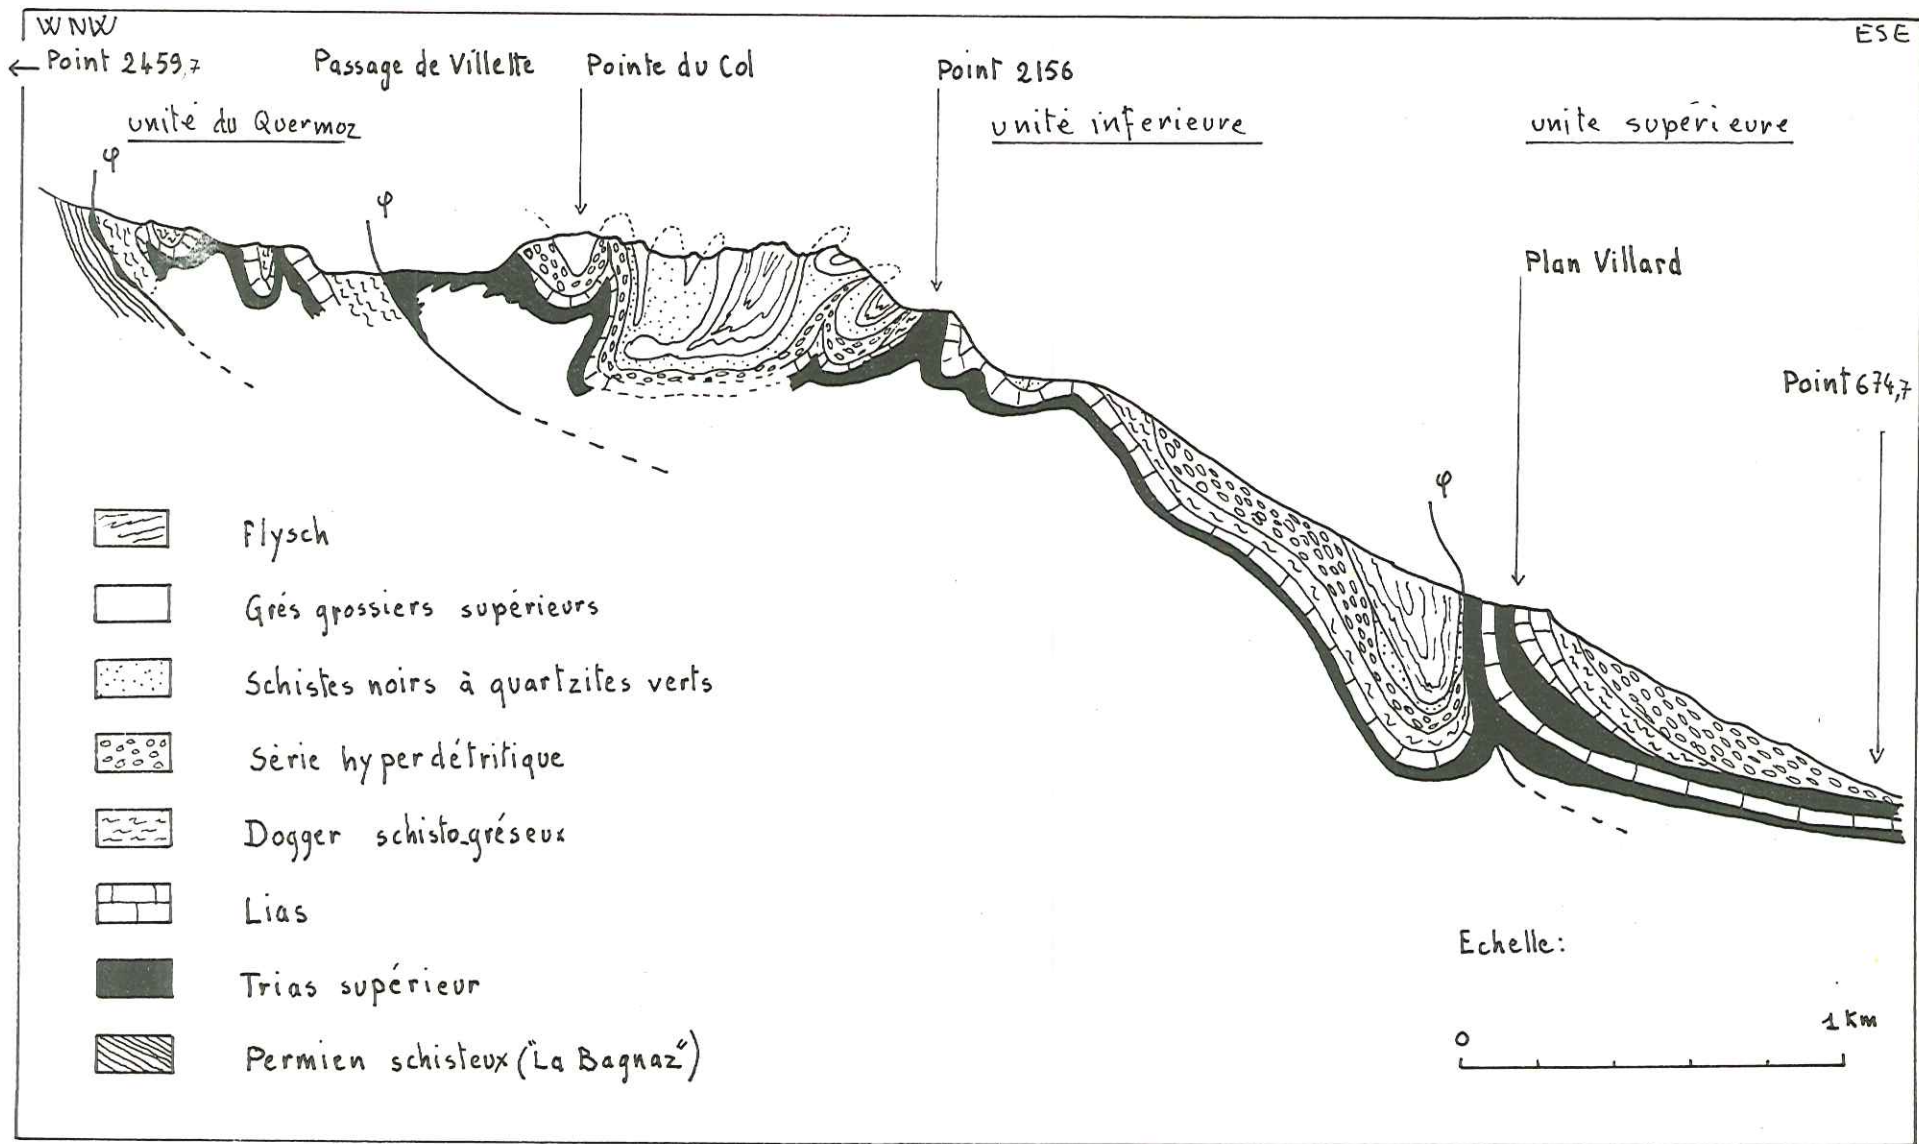 WNW
ESE
← Point 2459,7
Passage de Villette
Pointe du Col
Point 2156
unité du Quermoz
unité inferieure
unite supérieure
φ
φ
Plan Villard
Point 674,7
φ
Flysch
Grés grossiers supérieurs
Schistes noirs à quartzites verts
Série hyperdétritique
Dogger schisto-gréseux
Lias
Trias supérieur
Permien schisteux ("La Bagnaz")
Echelle:
0
1 Km